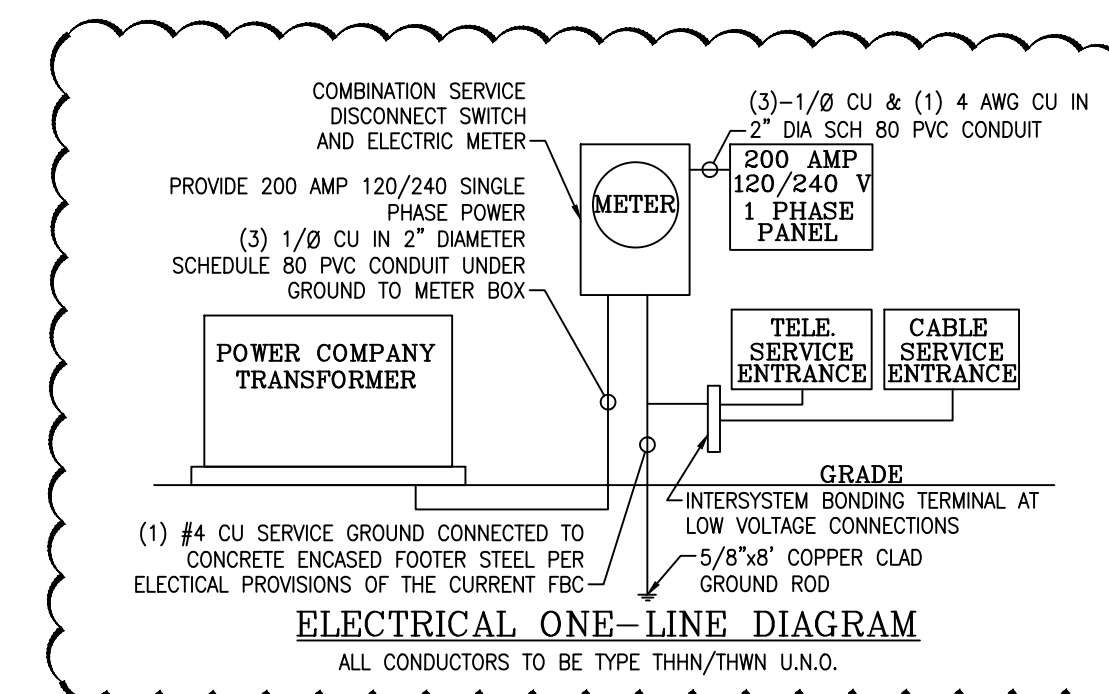 COMBINATION SERVICE
DISCONNECT SWITCH
AND ELECTRIC METER
(3)-1/Ø CU & (1) 4 AWG CU IN
2" DIA SCH 80 PVC CONDUIT
PROVIDE 200 AMP 120/240 SINGLE
PHASE POWER
(3) 1/Ø CU IN 2" DIAMETER
SCHEDULE 80 PVC CONDUIT UNDER
GROUND TO METER BOX
METER
200 AMP
120/240 V
1 PHASE
PANEL
POWER COMPANY
TRANSFORMER
TELE.
SERVICE
ENTRANCE
CABLE
SERVICE
ENTRANCE
GRADE
INTERSYSTEM BONDING TERMINAL AT
LOW VOLTAGE CONNECTIONS
(1) #4 CU SERVICE GROUND CONNECTED TO
CONCRETE ENCASED FOOTER STEEL PER
ELECTICAL PROVISIONS OF THE CURRENT FBC
5/8"x8' COPPER CLAD
GROUND ROD
ELECTRICAL ONE-LINE DIAGRAM
ALL CONDUCTORS TO BE TYPE THHN/THWN U.N.O.